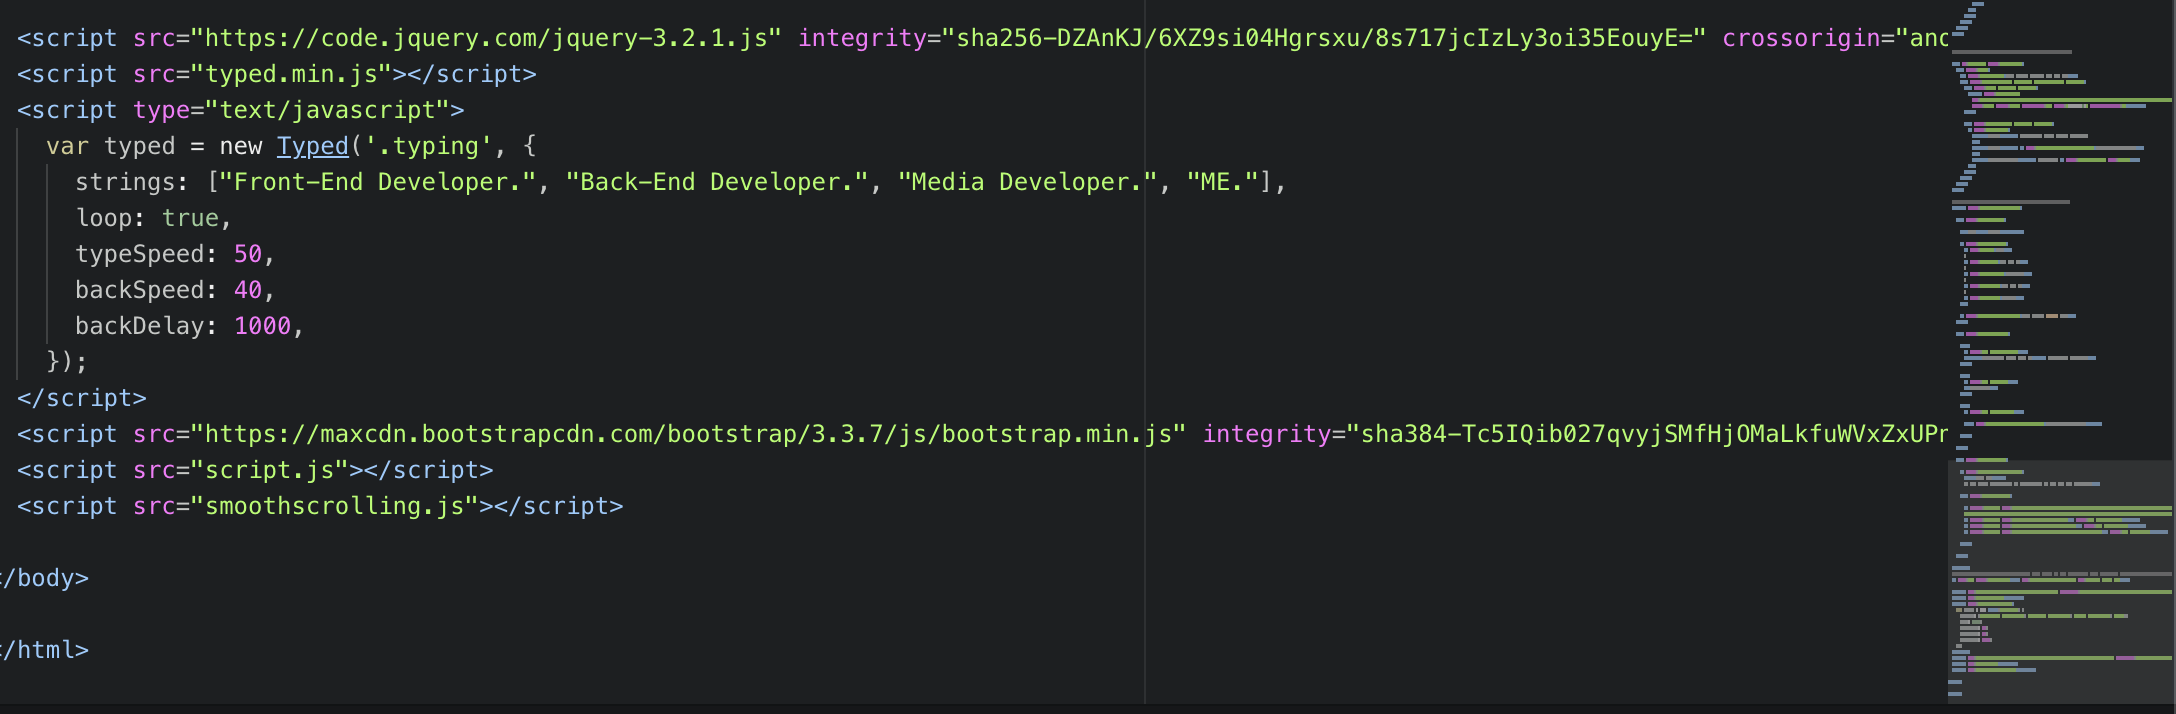 <script src="https://code.jquery.com/jquery-3.2.1.js" integrity="sha256-DZAnKJ/6XZ9si04Hgrsxu/8s717jcIzLy3oi35EouyE=" crossorigin="and
<script src="typed.min.js"></script>
<script type="text/javascript">
var typed = new Typed('.typing', {
strings: ["Front-End Developer.", "Back-End Developer.", "Media Developer.", "ME."],
loop: true,
typeSpeed: 50,
backSpeed: 40,
backDelay: 1000,
});
</script>
<script src="https://maxcdn.bootstrapcdn.com/bootstrap/3.3.7/js/bootstrap.min.js" integrity="sha384-Tc5IQib027qvyjSMfHjOMaLkfuWVxZxUPn
<script src="script.js"></script>
<script src="smoothscrolling.js"></script>
</body>
</html>